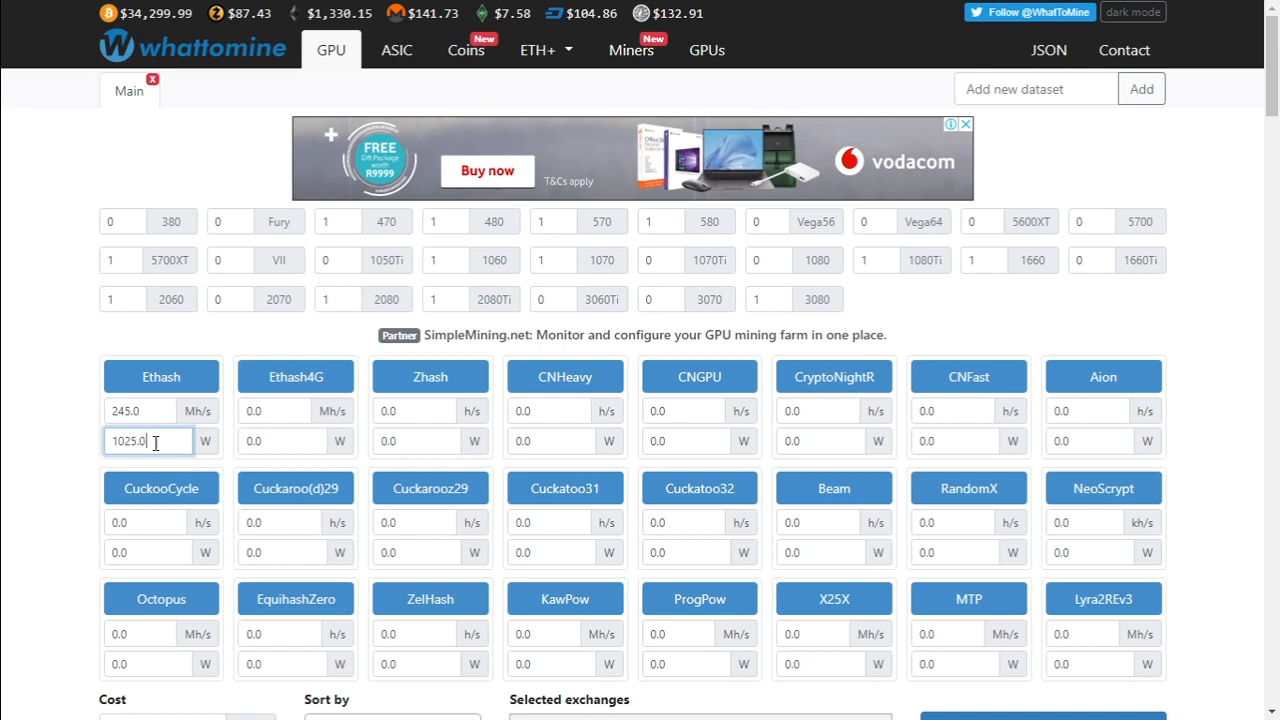 $34,299.99 $87.43 $1,330.15 $141.73 $7.58 $104.86 $132.91 Follow @WhatToMine dark mode
whattomine GPU ASIC Coins New ETH+ Miners New GPUs JSON Contact
Main x Add new dataset Add
FREE Gift Package worth R9999 Buy now T&Cs apply vodacom
0 380 0 Fury 1 470 1 480 1 570 1 580 0 Vega56 0 Vega64 0 5600XT 0 5700
1 5700XT 0 VII 0 1050Ti 1 1060 1 1070 0 1070Ti 0 1080 1 1080Ti 1 1660 0 1660Ti
1 2060 0 2070 1 2080 1 2080Ti 0 3060Ti 0 3070 1 3080
Partner SimpleMining.net: Monitor and configure your GPU mining farm in one place.
Ethash Ethash4G Zhash CNHeavy CNGPU CryptoNightR CNFast Aion
245.0 Mh/s 0.0 Mh/s 0.0 h/s 0.0 h/s 0.0 h/s 0.0 h/s 0.0 h/s 0.0 h/s
1025.0 W 0.0 W 0.0 W 0.0 W 0.0 W 0.0 W 0.0 W 0.0 W
CuckooCycle Cuckaroo(d)29 Cuckarooz29 Cuckatoo31 Cuckatoo32 Beam RandomX NeoScrypt
0.0 h/s 0.0 h/s 0.0 h/s 0.0 h/s 0.0 h/s 0.0 h/s 0.0 h/s 0.0 kh/s
0.0 W 0.0 W 0.0 W 0.0 W 0.0 W 0.0 W 0.0 W 0.0 W
Octopus EquihashZero ZelHash KawPow ProgPow X25X MTP Lyra2REv3
0.0 Mh/s 0.0 h/s 0.0 h/s 0.0 Mh/s 0.0 Mh/s 0.0 Mh/s 0.0 Mh/s 0.0 Mh/s
0.0 W 0.0 W 0.0 W 0.0 W 0.0 W 0.0 W 0.0 W 0.0 W
Cost Sort by Selected exchanges